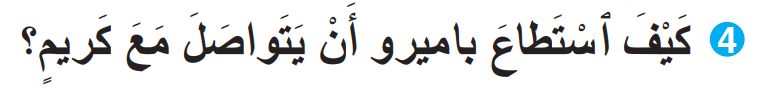 4 كَيْفَ ٱسْتَطاعَ باميرو أَنْ يَتَواصَلَ مَعَ كَريمٍ؟